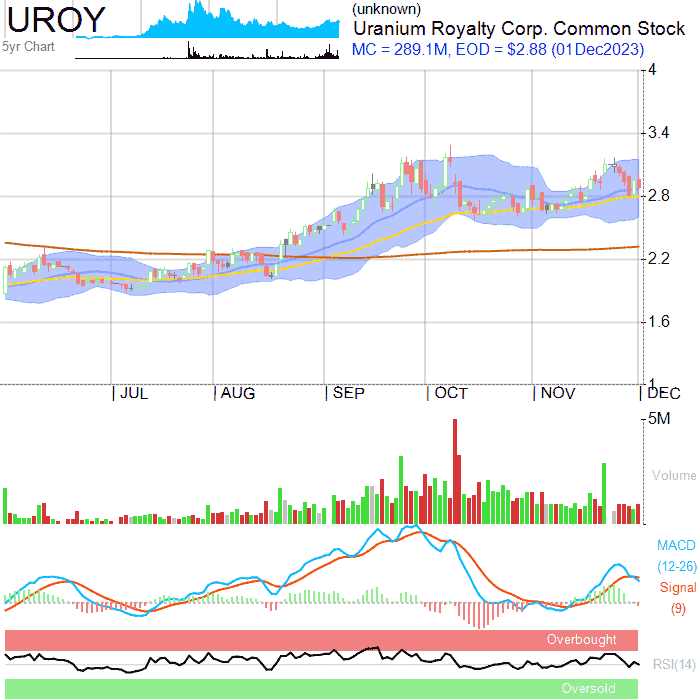 UROY
(unknown)
Uranium Royalty Corp. Common Stock
5yr Chart
MC = 289.1M, EOD = $2.88 (01Dec2023)
4
3.4
2.8
2.2
1.6
1
JUL
AUG
SEP
OCT
NOV
DEC
5M
Volume
MACD
(12-26)
Signal
(9)
Overbought
RSI(14)
Oversold